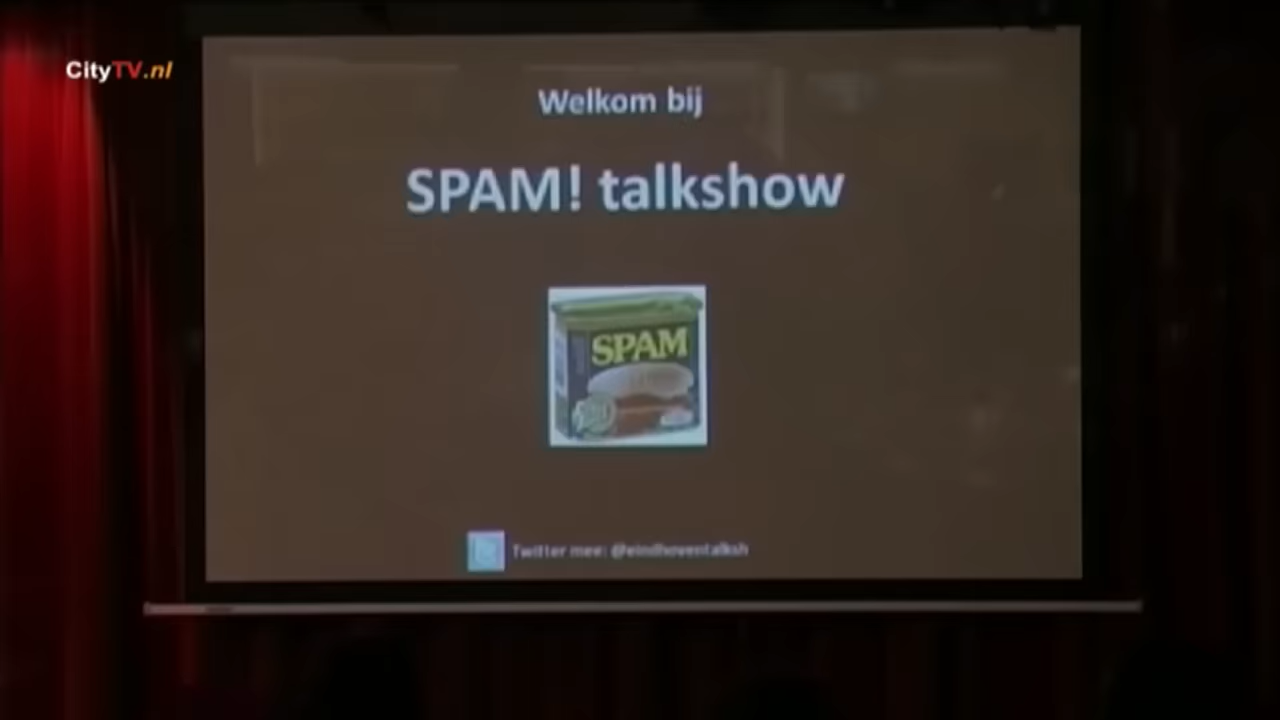 CityTV.nl
Welkom bij
SPAM! talkshow
SPAM
Twitter mee: @eindhoventalksh